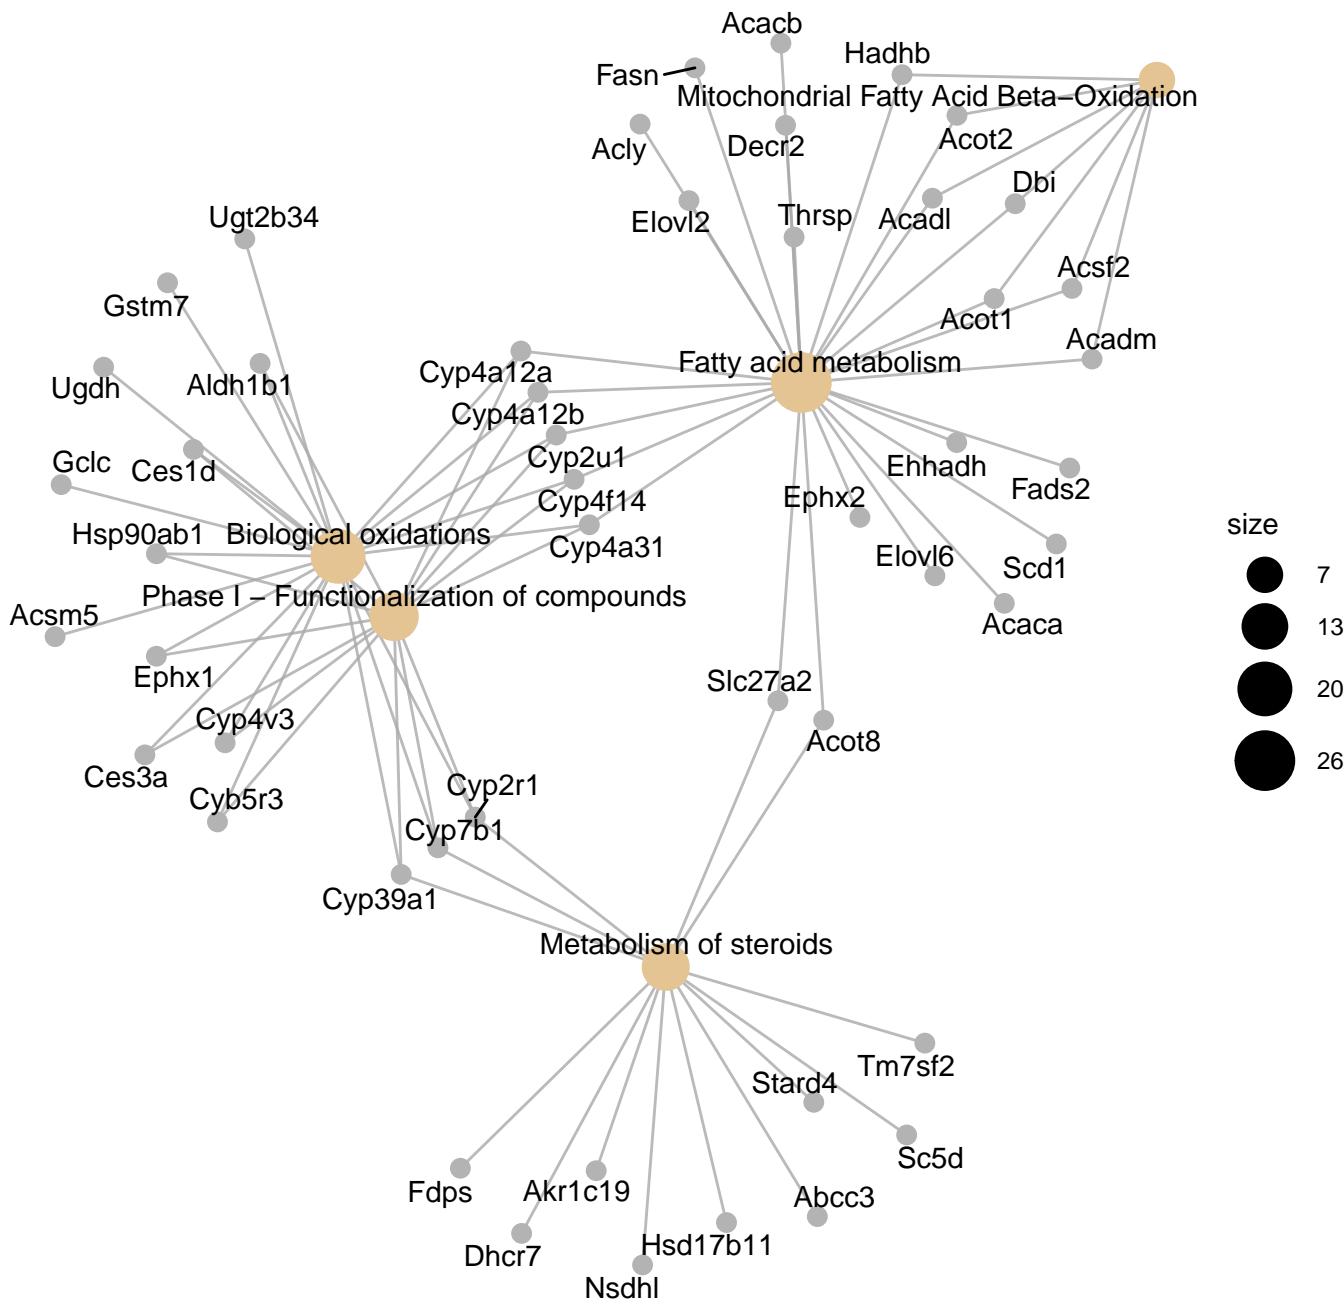 Acacb
Hadhb
Fasn
Mitochondrial Fatty Acid Beta−Oxidation
Acly
Decr2
Acot2
Dbi
Ugt2b34
Elovl2
Thrsp
Acadl
Acsf2
Gstm7
Acot1
Acadm
Ugdh
Aldh1b1
Cyp4a12a
Fatty acid metabolism
Cyp4a12b
Gclc
Ces1d
Cyp2u1
Ehhadh
Fads2
Cyp4f14
Ephx2
Hsp90ab1
Biological oxidations
Cyp4a31
Elovl6
Scd1
size
7
13
20
26
Phase I − Functionalization of compounds
Acsm5
Acaca
Ephx1
Slc27a2
Cyp4v3
Acot8
Ces3a
Cyb5r3
Cyp2r1
Cyp7b1
Cyp39a1
Metabolism of steroids
Tm7sf2
Stard4
Sc5d
Fdps
Akr1c19
Abcc3
Dhcr7
Hsd17b11
Nsdhl